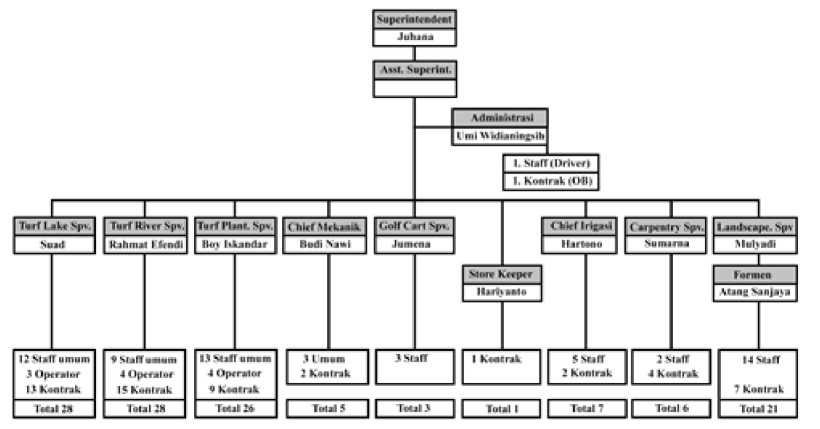 Superintendent
Juhana
Asst. Superint.
Administrasi
Umi Widianingsih
1. Staff (Driver)
1. Kontrak (OB)
Turf Lake Spv.
Suad
Turf River Spv.
Rahmat Efendi
Turf Plant. Spv.
Boy Iskandar
Chief Mekanik
Budi Nawi
Golf Cart Spv.
Jumena
Chief Irigasi
Hartono
Carpentry Spv.
Sumarna
Landscape. Spv
Mulyadi
Store Keeper
Hariyanto
Formen
Atang Sanjaya
12 Staff umum
3 Operator
13 Kontrak
Total 28
9 Staff umum
4 Operator
15 Kontrak
Total 28
13 Staff umum
4 Operator
9 Kontrak
Total 26
3 Umum
2 Kontrak
Total 5
3 Staff
Total 3
1 Kontrak
Total 1
5 Staff
2 Kontrak
Total 7
2 Staff
4 Kontrak
Total 6
14 Staff
7 Kontrak
Total 21